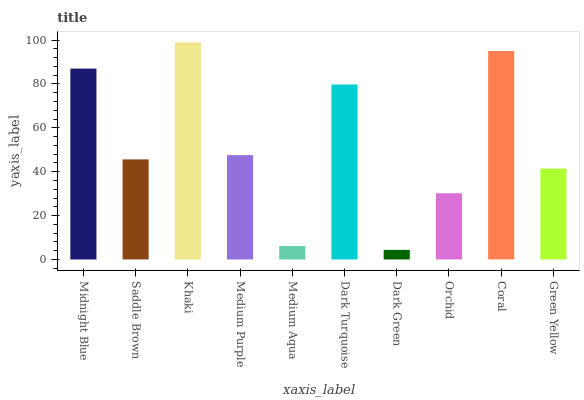 title
100
80
60
40
20
0
yaxis_label
Midnight Blue
Saddle Brown
Khaki
Medium Purple
Medium Aqua
Dark Turquoise
Dark Green
Orchid
Coral
Green Yellow
xaxis_label